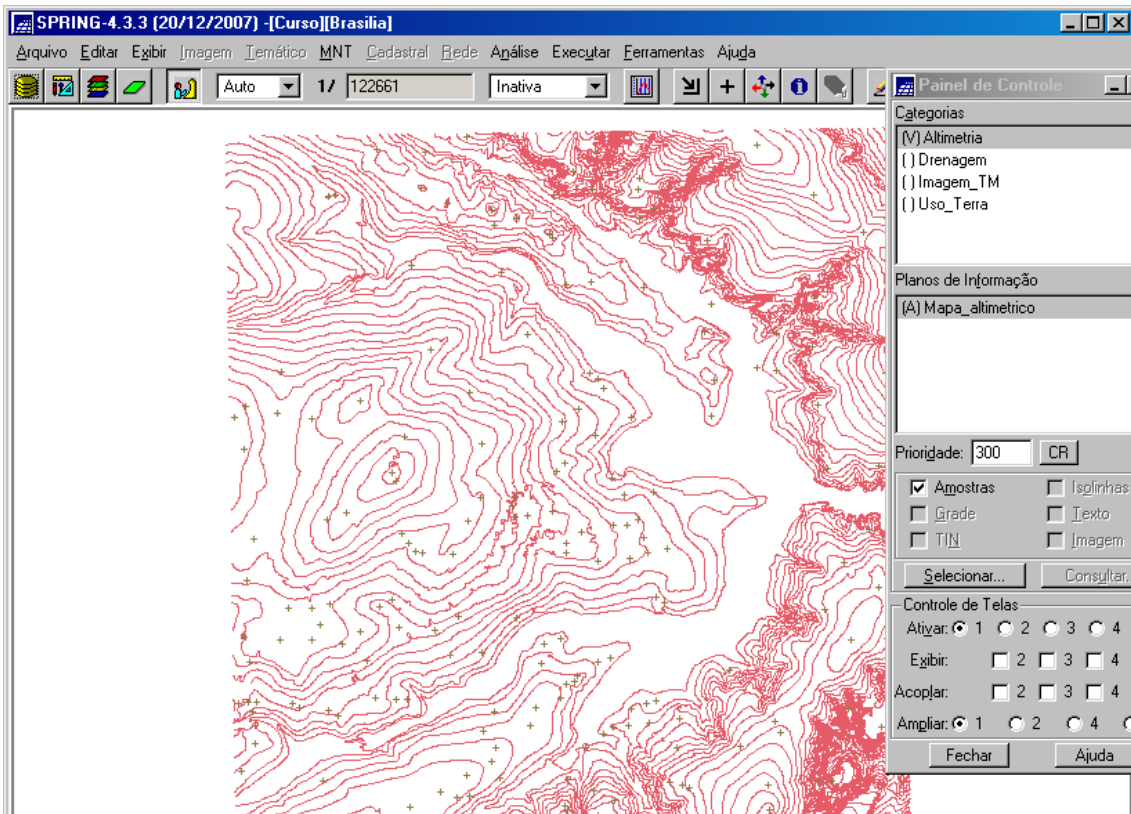 SPRING-4.3.3 (20/12/2007) -[Curso][Brasilia]
Arquivo Editar Exibir Imagem Temático MNT Cadastral Rede Análise Executar Ferramentas Ajuda
Auto 1/ 122661 Inativa
Painel de Controle
Categorias
(V) Altimetria
( ) Drenagem
( ) Imagem_TM
( ) Uso_Terra
Planos de Informação
(A) Mapa_altimetrico
Prioridade: 300 CR
Amostras Isolinhas
Grade Texto
TIN Imagem
Selecionar... Consultar.
Controle de Telas
Ativar: 1 2 3 4
Exibir: 2 3 4
Acoplar: 2 3 4
Ampliar: 1 2 4
Fechar Ajuda